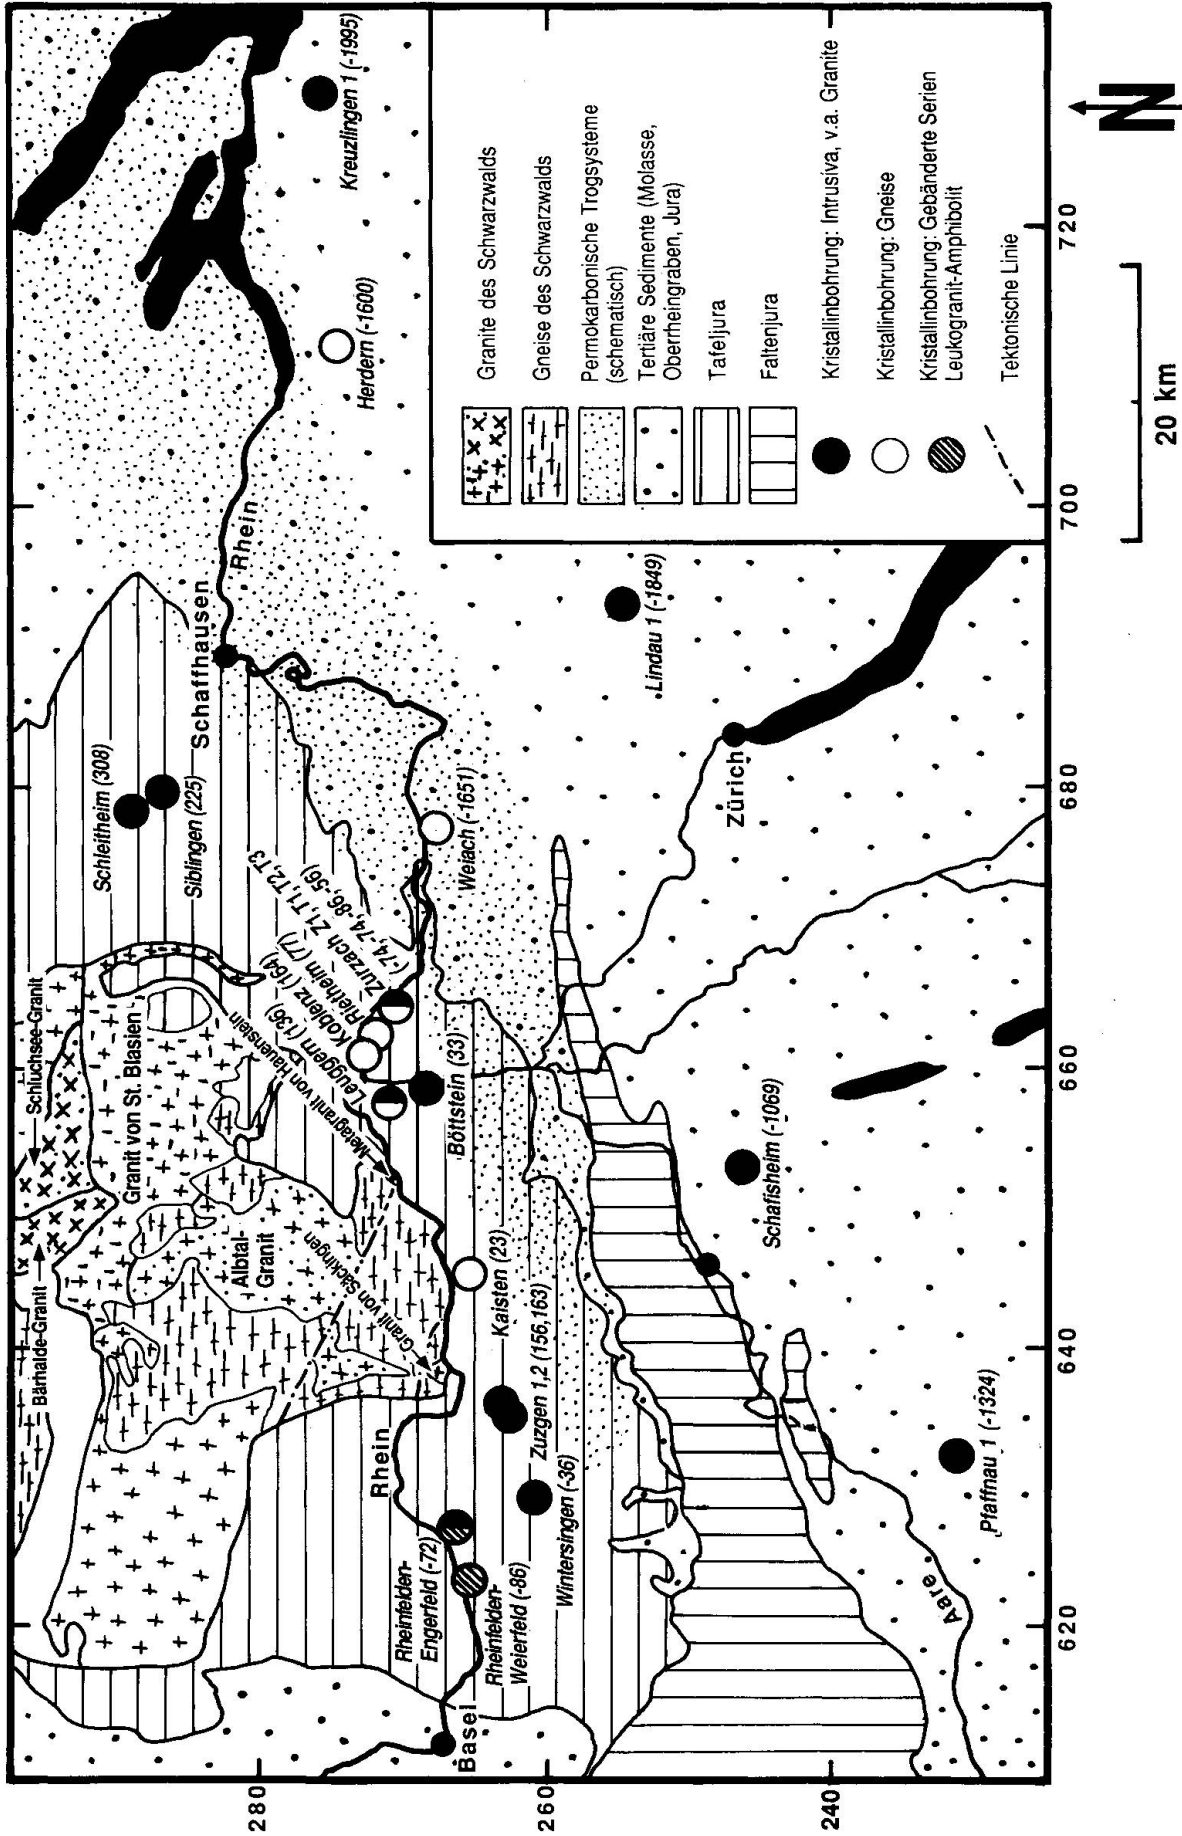 Bärhalde-Granit
Schluchsee-Granit
Granit von St. Blasien
Albtal-
Granit
Granit von Säckingen
Metagranit von Hauenstein
Schleitheim (308)
Siblingen (225)
Schaffhausen
Rhein
Herdern (-1600)
Kreuzlingen 1 (-1995)
Leuggern (136)
Koblenz (164)
Rietheim (77)
Zurzach Z1, T1, T2, T3
(-74,-74,-86,-56)
Weiach (-1651)
Rhein
Rheinfelden-
Engerfeld (-72)
Rheinfelder-
Weierfeld (-86)
Basel
Wintersingen (-36)
Zuzgen 1,2 (156,163)
Kaisten (23)
Böttstein (33)
Lindau 1 (-1849)
Zürich
Schafisheim (-1069)
Pfaffnau 1 (-1324)
Aare
Granite des Schwarzwalds
Gneise des Schwarzwalds
Permokarbonische Trogsysteme
(schematisch)
Tertiäre Sedimente (Molasse,
Oberrheingraben, Jura)
Tafeljura
Faltenjura
Kristallinbohrung: Intrusiva, v.a. Granite
Kristallinbohrung: Gneise
Kristallinbohrung: Gebänderte Serien
Leukogranit-Amphibolit
Tektonische Linie
280
260
240
620
640
660
680
700
720
20 km
N